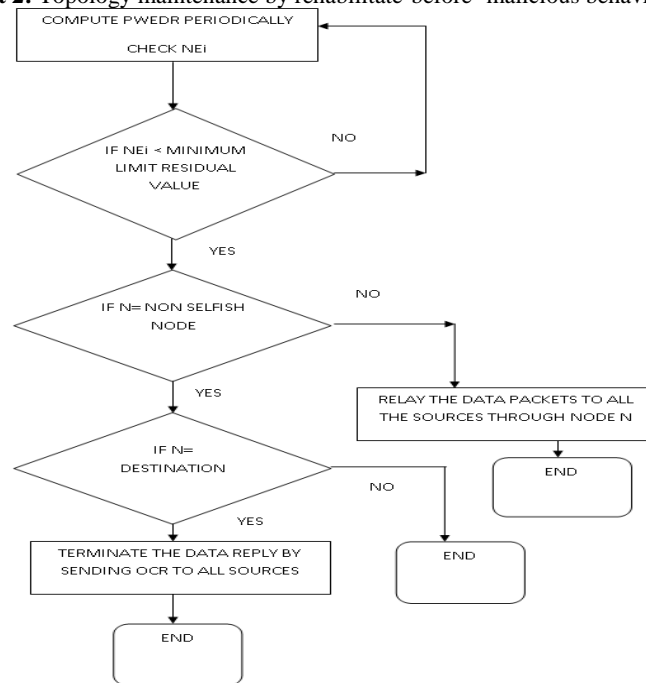 2. Topology maintenance by rehabilitate before malicious behavi
COMPUTE PWEDR PERIODICALLY
CHECK NEi
NO
IF NEi < MINIMUM
LIMIT RESIDUAL
VALUE
YES
IF N= NON SELFISH
NODE
NO
YES
RELAY THE DATA PACKETS TO ALL
THE SOURCES THROUGH NODE N
IF N=
DESTINATION
END
NO
YES
TERMINATE THE DATA REPLY BY
SENDING OCR TO ALL SOURCES
END
END